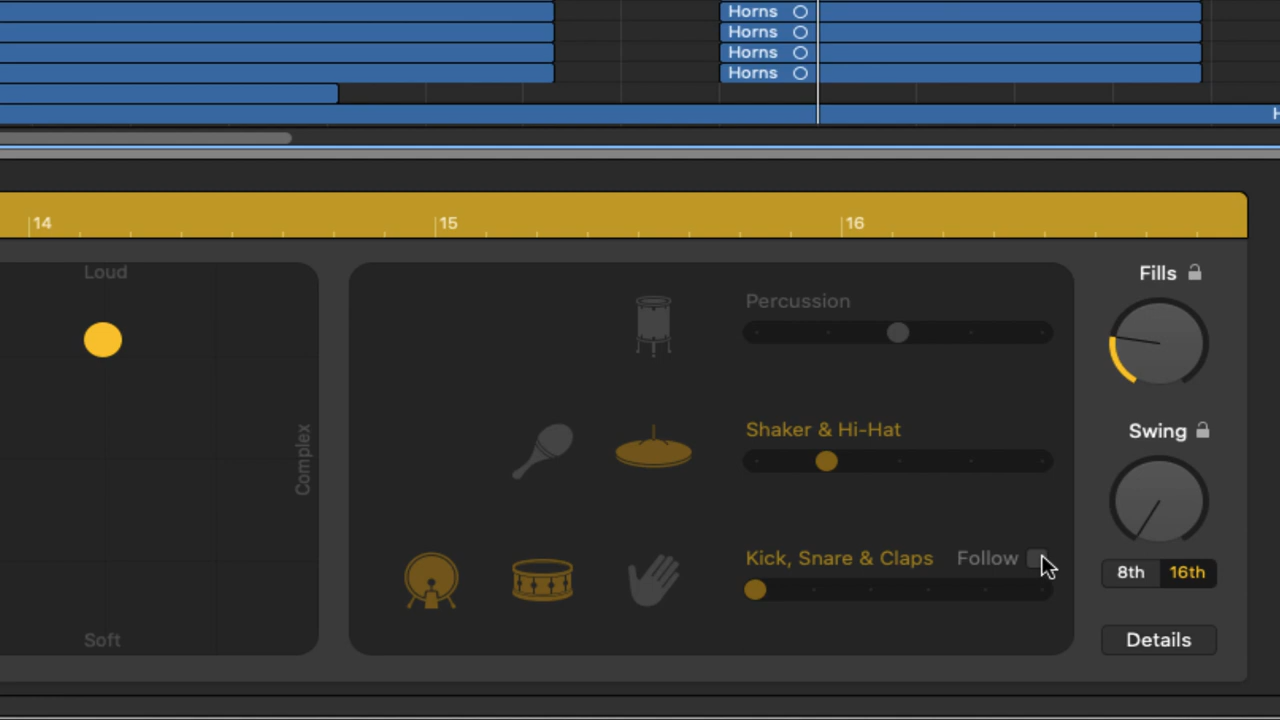 Horns
Horns
Horns
Horns
H
14 15 16
Loud
Complex
Soft
Percussion
Shaker & Hi-Hat
Kick, Snare & Claps Follow
Fills
Swing
8th 16th
Details